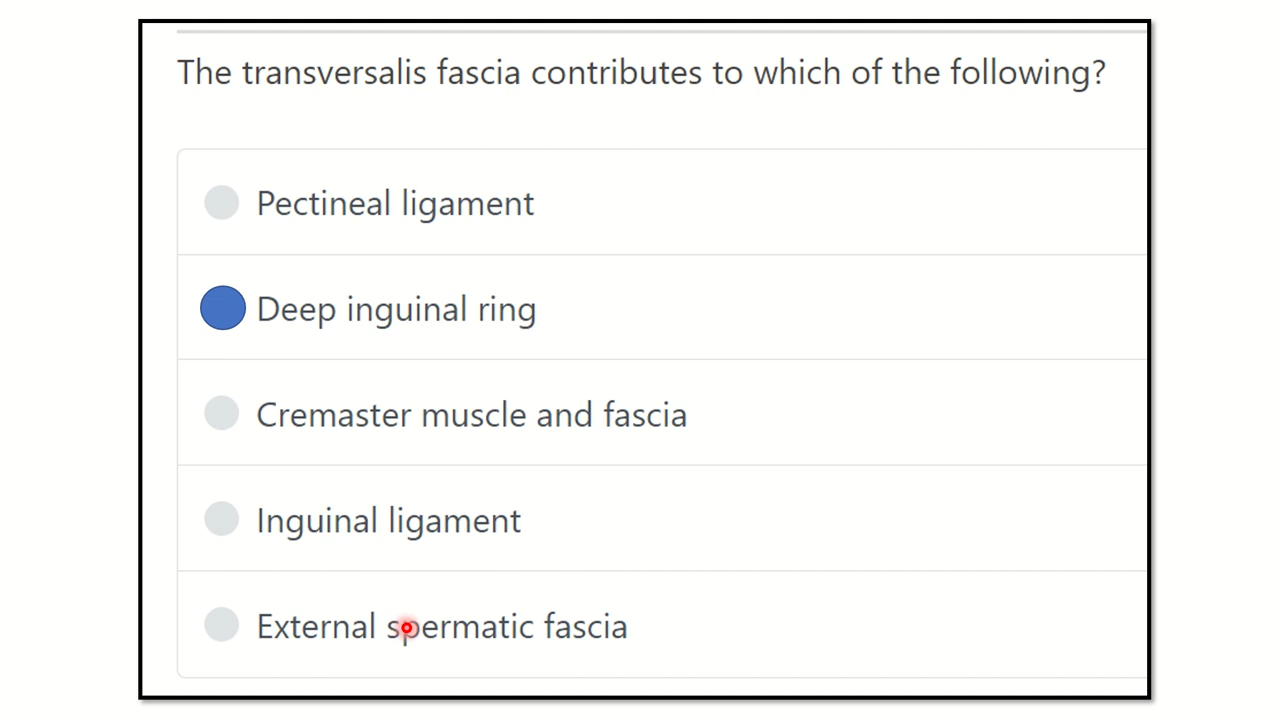 The transversalis fascia contributes to which of the following?
Pectineal ligament
Deep inguinal ring
Cremaster muscle and fascia
Inguinal ligament
External spermatic fascia